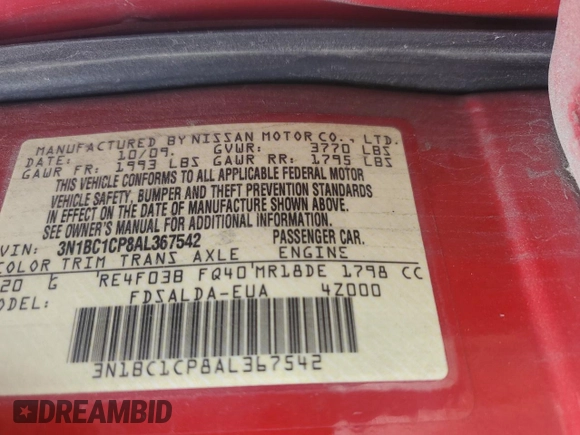 MANUFACTURED BY NISSAN MOTOR CO., LTD.
DATE: 10/09. GVWR: 3770 LBS
GAWR FR: 1993 LBS GAWR RR: 1795 LBS
THIS VEHICLE CONFORMS TO ALL APPLICABLE FEDERAL MOTOR
VEHICLE SAFETY, BUMPER AND THEFT PREVENTION STANDARDS
IN EFFECT ON THE DATE OF MANUFACTURE SHOWN ABOVE.
SEE OWNER'S MANUAL FOR ADDITIONAL INFORMATION.
VIN: 3N1BC1CP8AL367542 PASSENGER CAR.
COLOR TRIM TRANS AXLE ENGINE
20 G RE4F03B FQ40 MR18DE 1798 CC
MODEL: FDSALDA-EUA 4Z000
3N1BC1CP8AL367542
DREAMBID